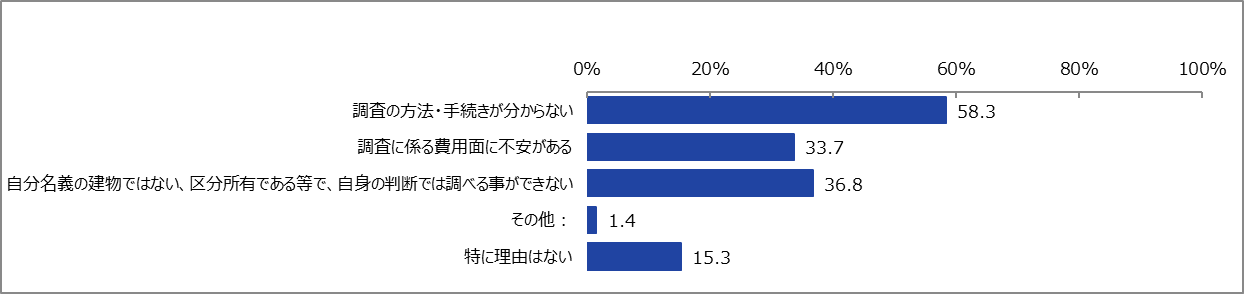 0% 20% 40% 60% 80% 100%
調査の方法・手続きが分からない 58.3
調査に係る費用面に不安がある 33.7
自分名義の建物ではない、区分所有である等で、自身の判断では調べる事ができない 36.8
その他： 1.4
特に理由はない 15.3